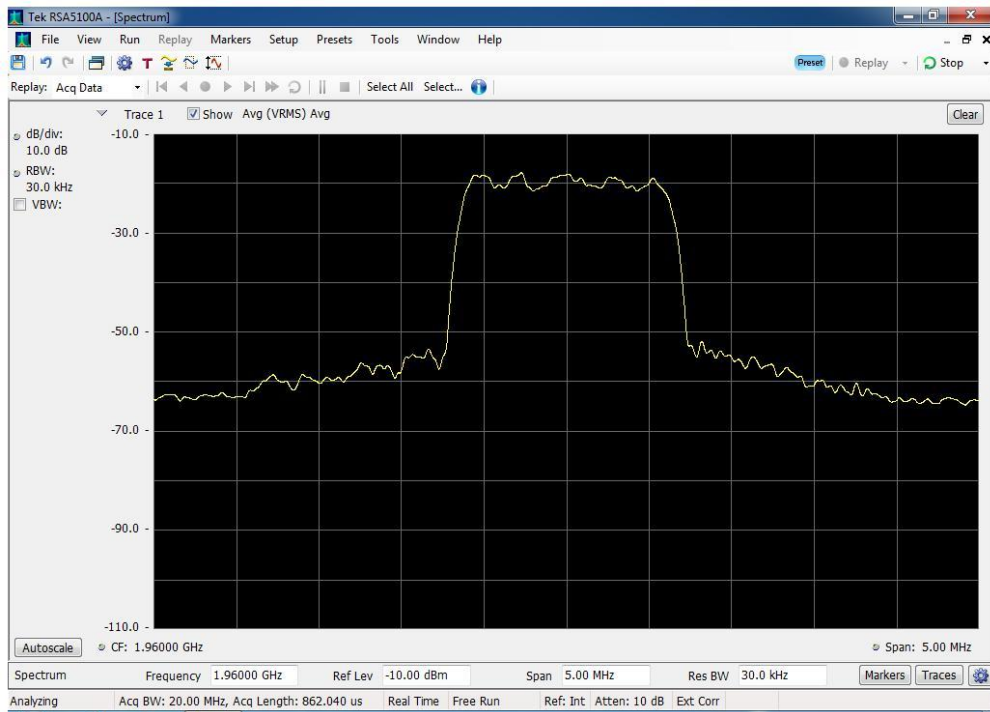 Tek RSA5100A - [Spectrum]
File View Run Replay Markers Setup Presets Tools Window Help
T Preset Replay Stop
Replay: Acq Data Select All Select...
Trace 1 Show Avg (VRMS) Avg Clear
dB/div: -10.0 -
10.0 dB
RBW:
30.0 kHz
VBW:
-30.0 -
-50.0 -
-70.0 -
-90.0 -
-110.0 -
Autoscale CF: 1.96000 GHz Span: 5.00 MHz
Spectrum Frequency 1.96000 GHz Ref Lev -10.00 dBm Span 5.00 MHz Res BW 30.0 kHz Markers Traces
Analyzing Acq BW: 20.00 MHz, Acq Length: 862.040 us Real Time Free Run Ref: Int Atten: 10 dB Ext Corr